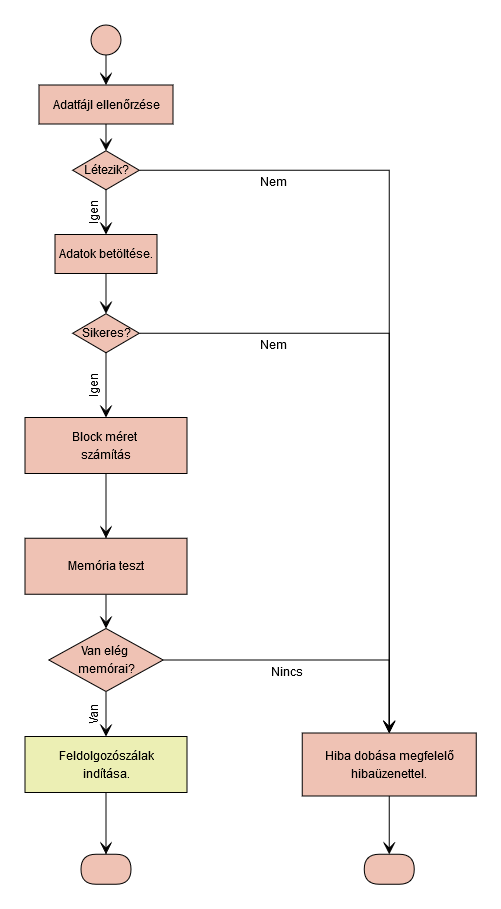 Adatfájl ellenőrzése
Létezik?
Nem
Igen
Adatok betöltése.
Sikeres?
Nem
Igen
Block méret
számítás
Memória teszt
Van elég
memórai?
Nincs
Van
Feldolgozószálak
indítása.
Hiba dobása megfelelő
hibaüzenettel.